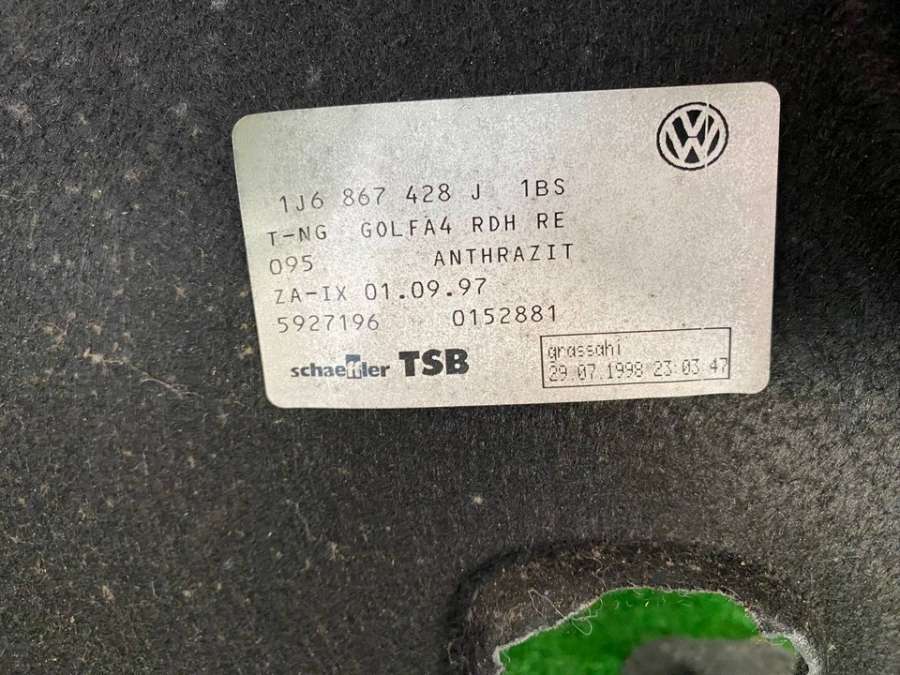 1J6 867 428 J 1BS
T-NG GOLFA4 RDH RE
095 ANTHRAZIT
ZA-IX 01.09.97
5927196 0152881
schaeffler TSB
grassahi
29.07.1998 23:03:47